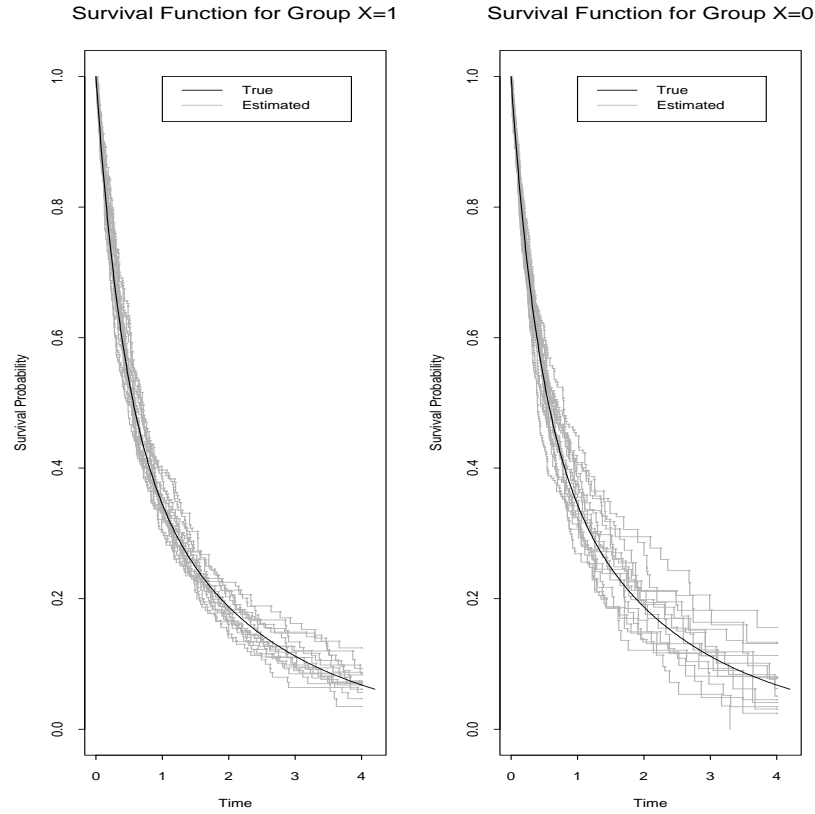 Survival Function for Group X=1
True
Estimated
Survival Probability
1.0
0.8
0.6
0.4
0.2
0.0
0 1 2 3 4
Time
Survival Function for Group X=0
True
Estimated
Survival Probability
1.0
0.8
0.6
0.4
0.2
0.0
0 1 2 3 4
Time